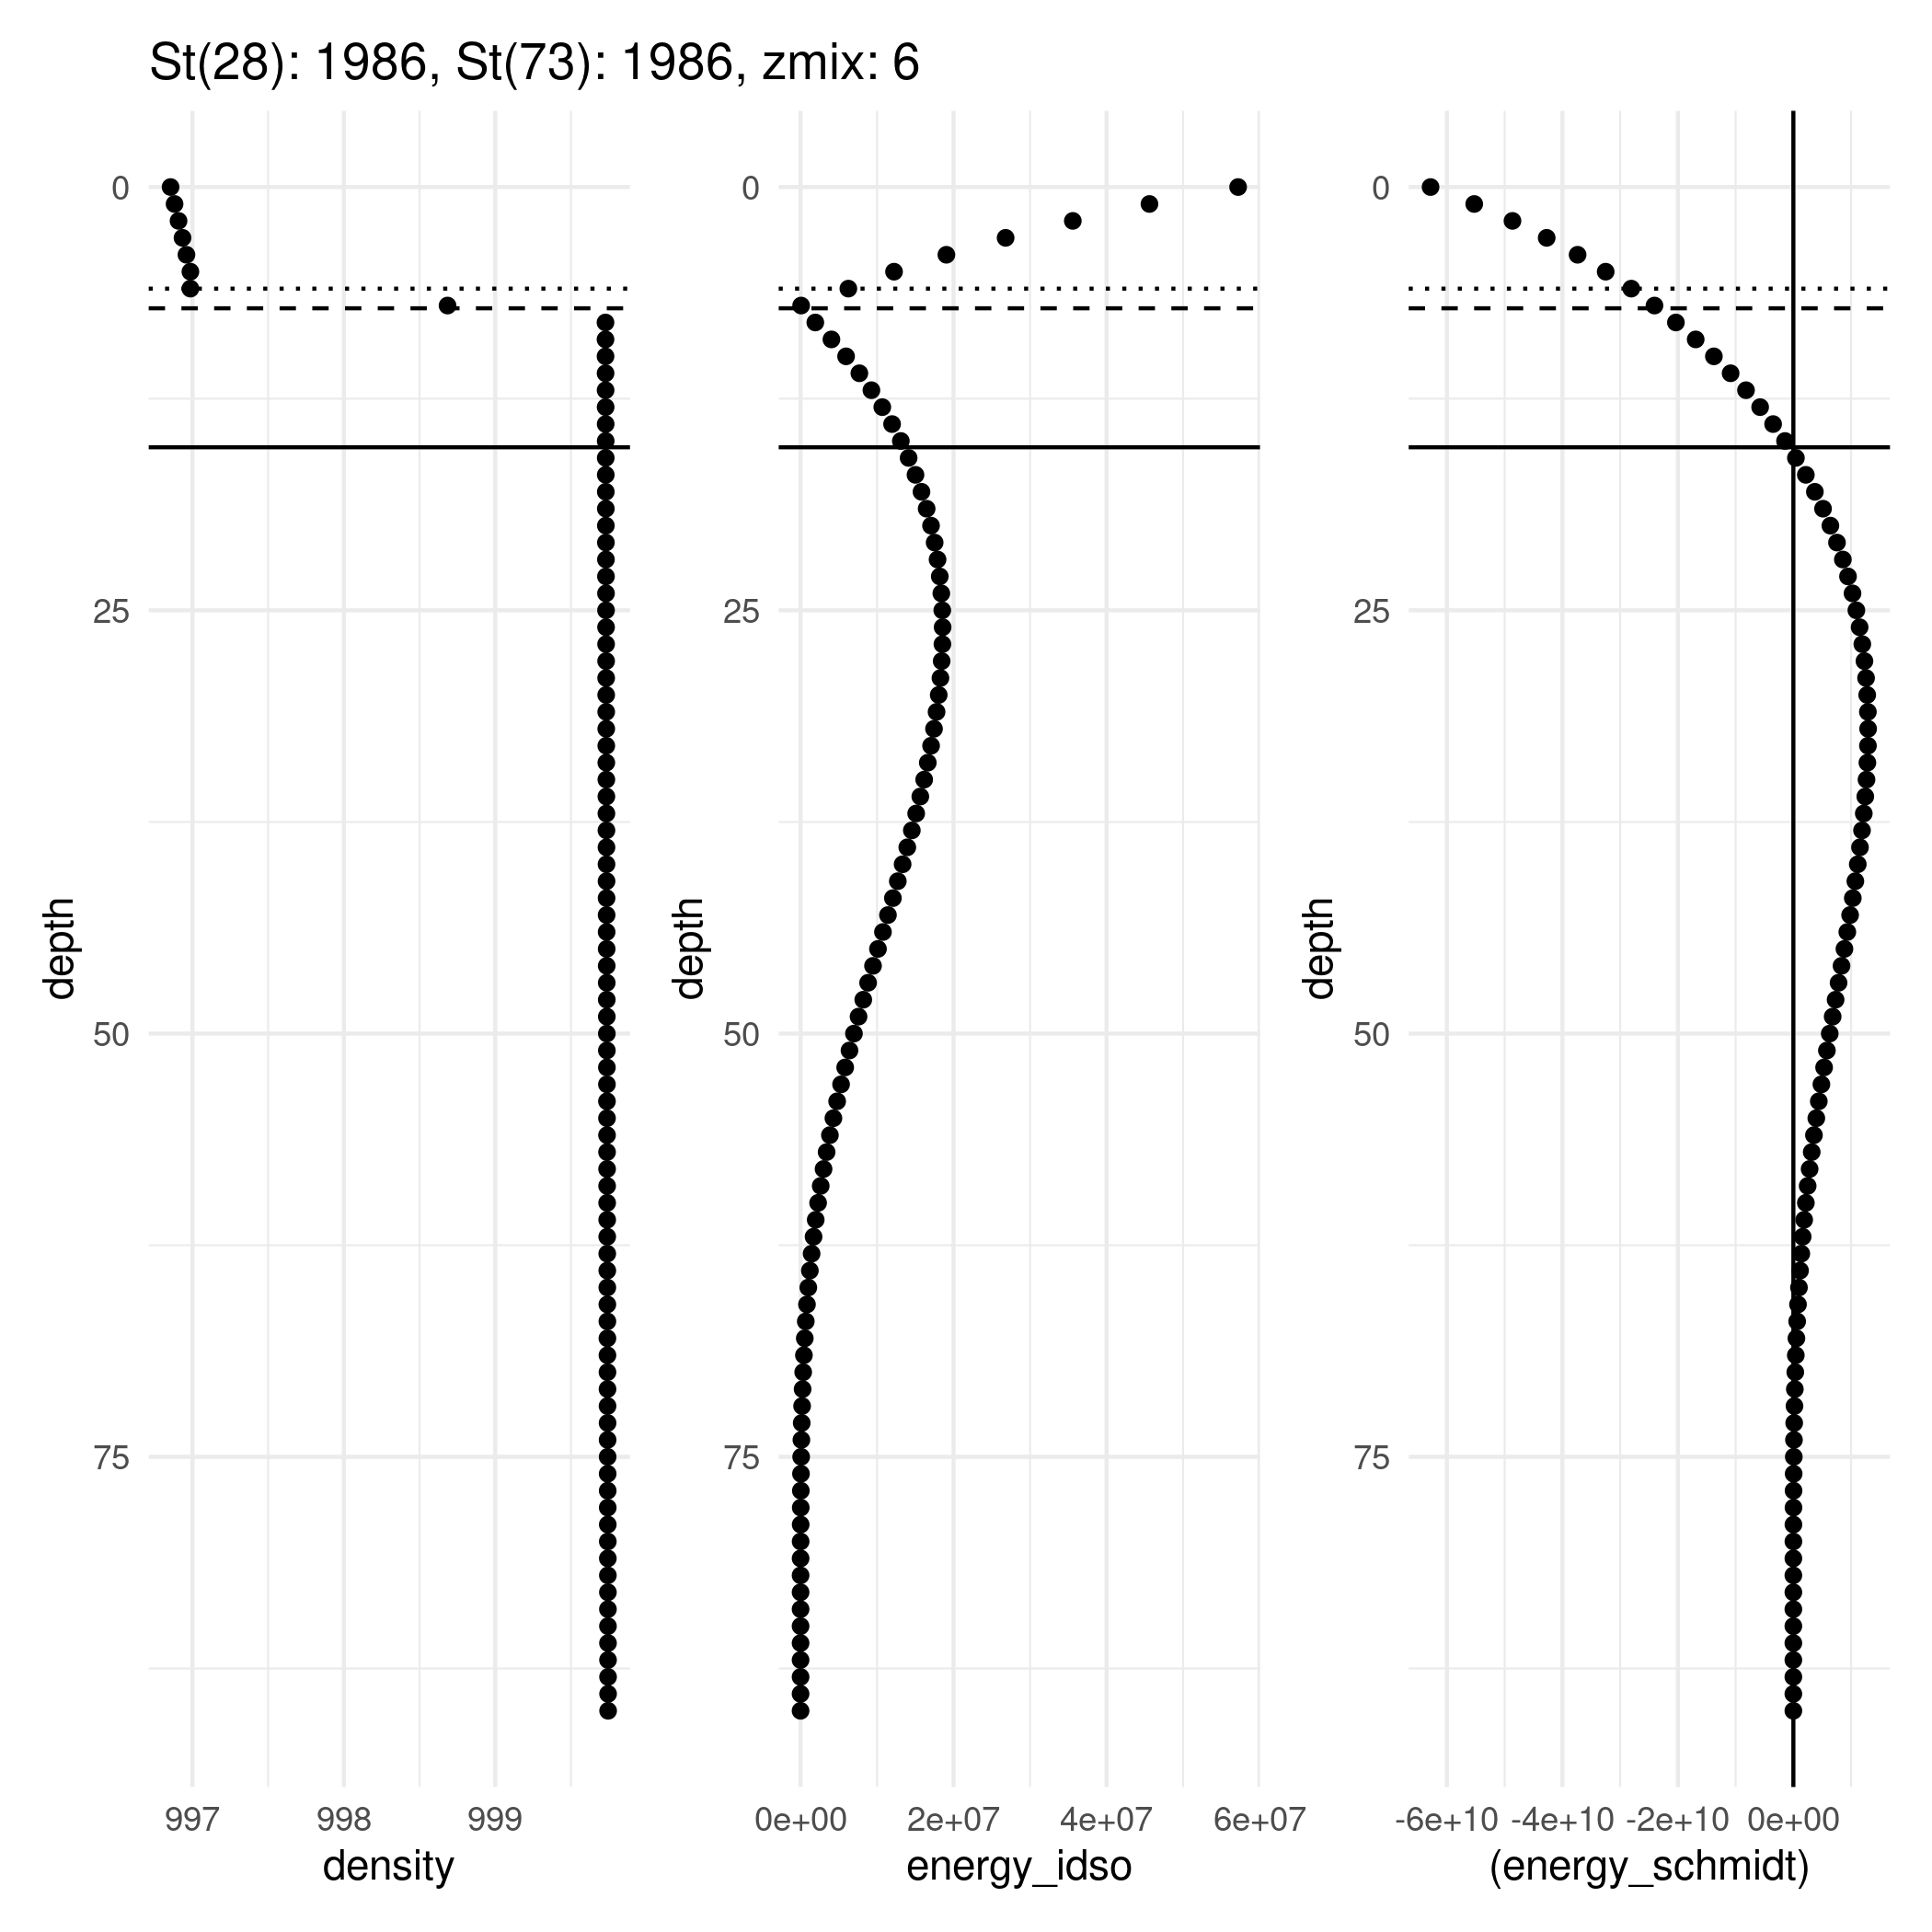 St(28): 1986, St(73): 1986, zmix: 6
0
25
50
75
depth
997 998 999
density
0
25
50
75
depth
0e+00 2e+07 4e+07 6e+07
energy_idso
0
25
50
75
depth
-6e+10 -4e+10 -2e+10 0e+00
(energy_schmidt)